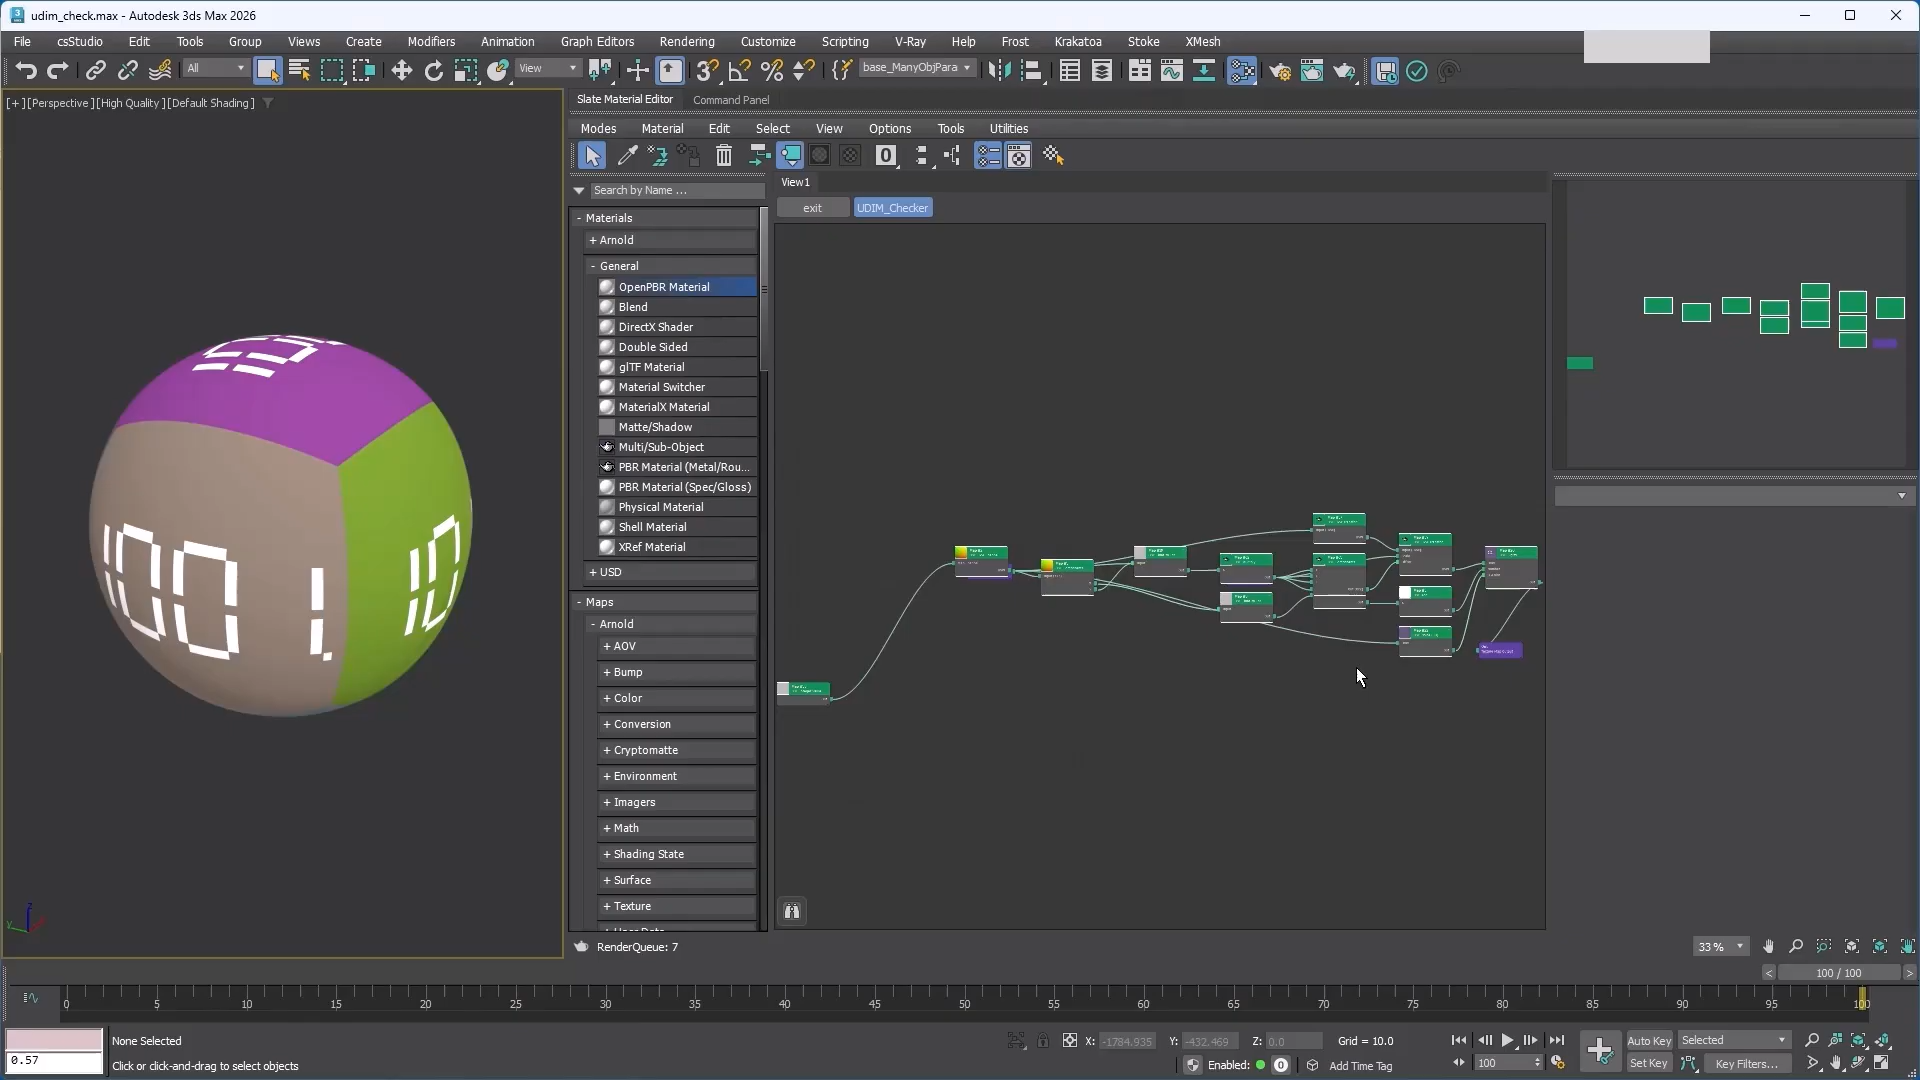 udim_check.max - Autodesk 3ds Max 2026
File csStudio Edit Tools Group Views Create Modifiers Animation Graph Editors Rendering Customize Scripting V-Ray Help Frost Krakatoa Stoke XMesh
All View base_ManyObjPara
[+][Perspective][High Quality][Default Shading]
Slate Material Editor Command Panel
Modes Material Edit Select View Options Tools Utilities
Search by Name ...
View1
exit UDIM_Checker
- Materials
+ Arnold
- General
OpenPBR Material
Blend
DirectX Shader
Double Sided
glTF Material
Material Switcher
MaterialX Material
Matte/Shadow
Multi/Sub-Object
PBR Material (Metal/Rou...
PBR Material (Spec/Gloss)
Physical Material
Shell Material
XRef Material
+ USD
- Maps
- Arnold
+ AOV
+ Bump
+ Color
+ Conversion
+ Cryptomatte
+ Environment
+ Imagers
+ Math
+ Shading State
+ Surface
+ Texture
1001
10
RenderQueue: 7
33 %
< 100 / 100 >
0 5 10 15 20 25 30 35 40 45 50 55 60 65 70 75 80 85 90 95 100
None Selected
X: -1784.935 Y: -432.469 Z: 0.0 Grid = 10.0
Auto Key Selected
0.57
Click or click-and-drag to select objects
Enabled: 0 Add Time Tag
100
Set Key Key Filters...